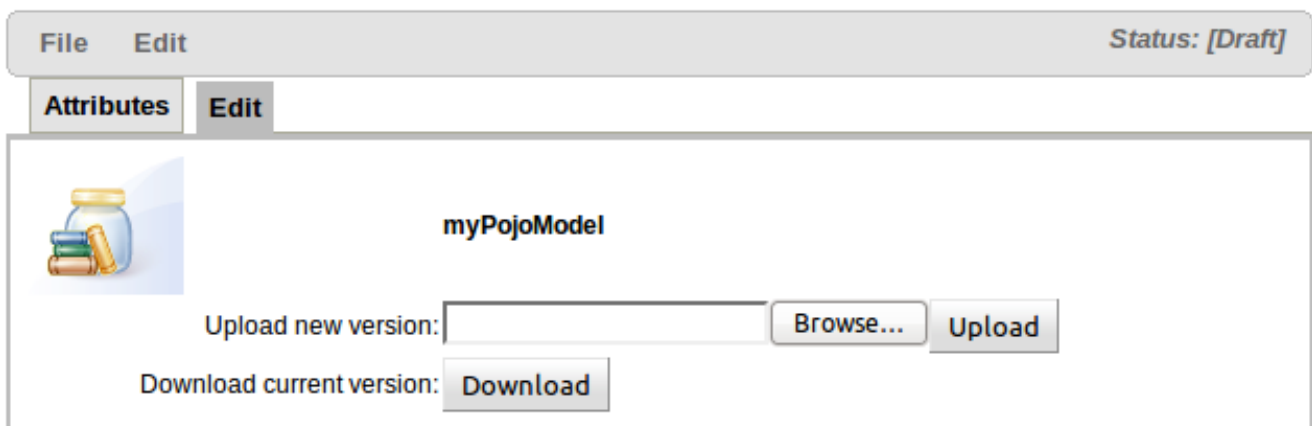 File Edit Status: [Draft]
Attributes Edit
myPojoModel
Upload new version: Browse... Upload
Download current version: Download